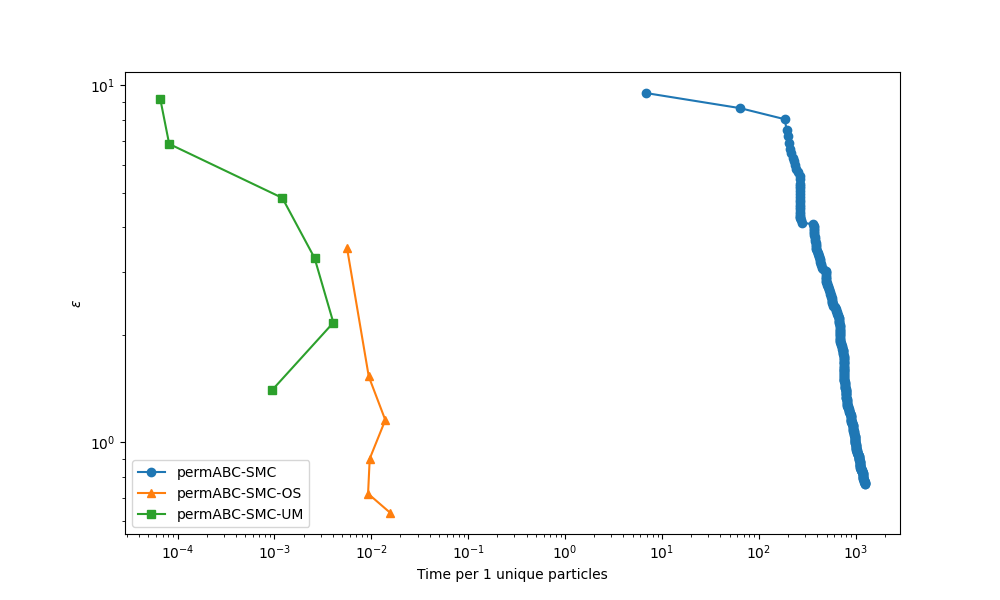 10¹
10⁰
ε
10⁻⁴ 10⁻³ 10⁻² 10⁻¹ 10⁰ 10¹ 10² 10³
Time per 1 unique particles
permABC-SMC
permABC-SMC-OS
permABC-SMC-UM